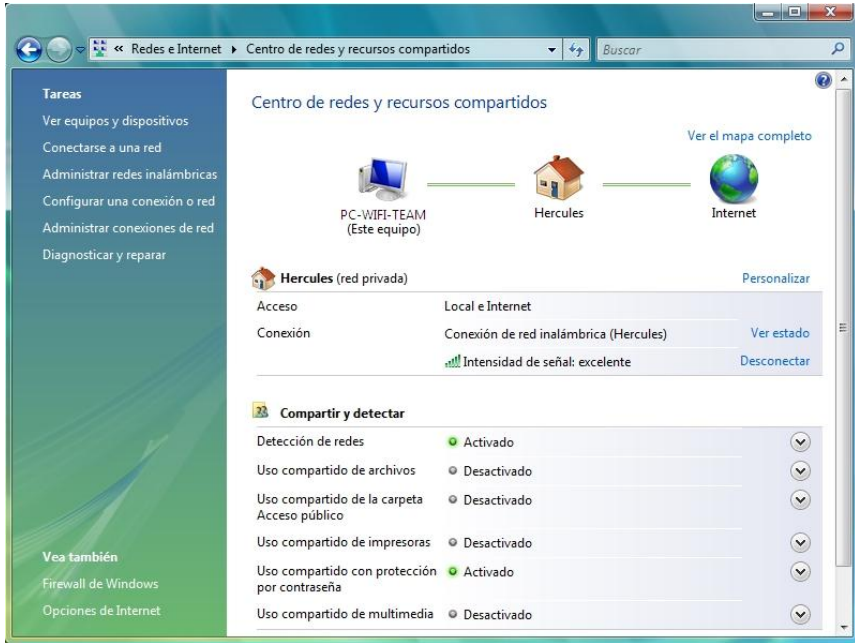 « Redes e Internet ▸ Centro de redes y recursos compartidos
Buscar
Tareas
Ver equipos y dispositivos
Conectarse a una red
Administrar redes inalámbricas
Configurar una conexión o red
Administrar conexiones de red
Diagnosticar y reparar
Vea también
Firewall de Windows
Opciones de Internet
Centro de redes y recursos compartidos
Ver el mapa completo
PC-WIFI-TEAM
(Este equipo)
Hercules
Internet
Hercules (red privada) Personalizar
Acceso Local e Internet
Conexión Conexión de red inalámbrica (Hercules) Ver estado
Intensidad de señal: excelente Desconectar
Compartir y detectar
Detección de redes Activado
Uso compartido de archivos Desactivado
Uso compartido de la carpeta Desactivado
Acceso público
Uso compartido de impresoras Desactivado
Uso compartido con protección Activado
por contraseña
Uso compartido de multimedia Desactivado